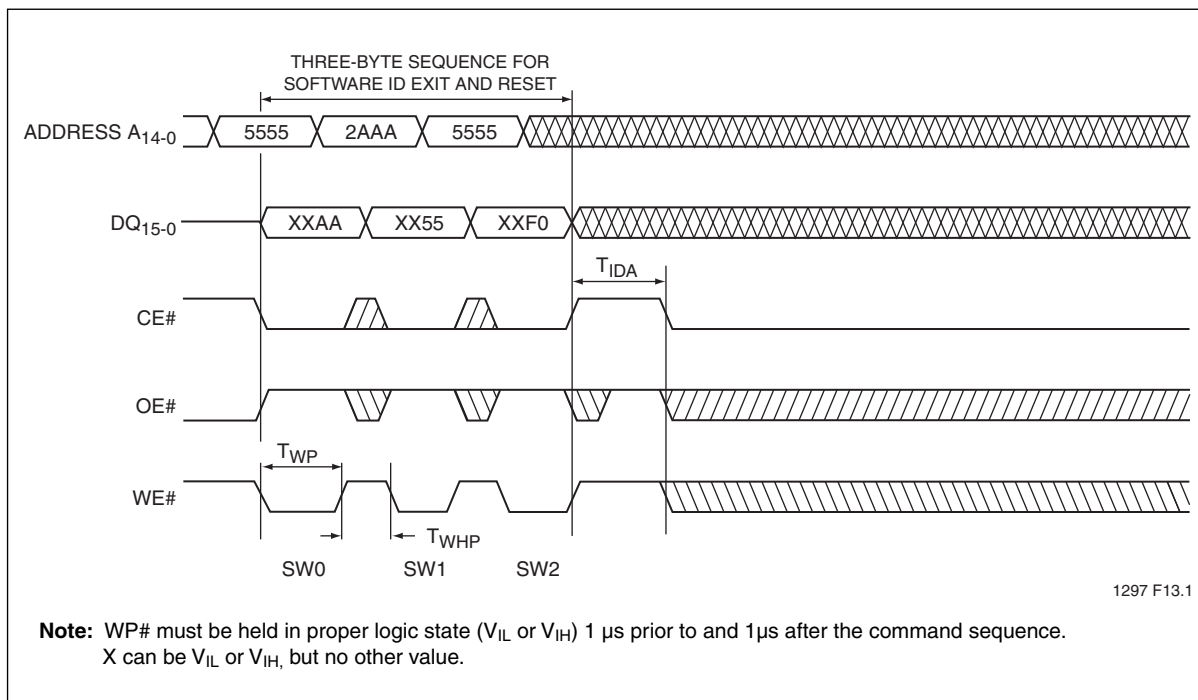 THREE-BYTE SEQUENCE FOR
SOFTWARE ID EXIT AND RESET
ADDRESS A14-0 5555 2AAA 5555
DQ15-0 XXAA XX55 XXF0
TIDA
CE#
OE#
TWP
WE#
TWHP
SW0 SW1 SW2
1297 F13.1
Note: WP# must be held in proper logic state (VIL or VIH) 1 µs prior to and 1µs after the command sequence.
X can be VIL or VIH, but no other value.